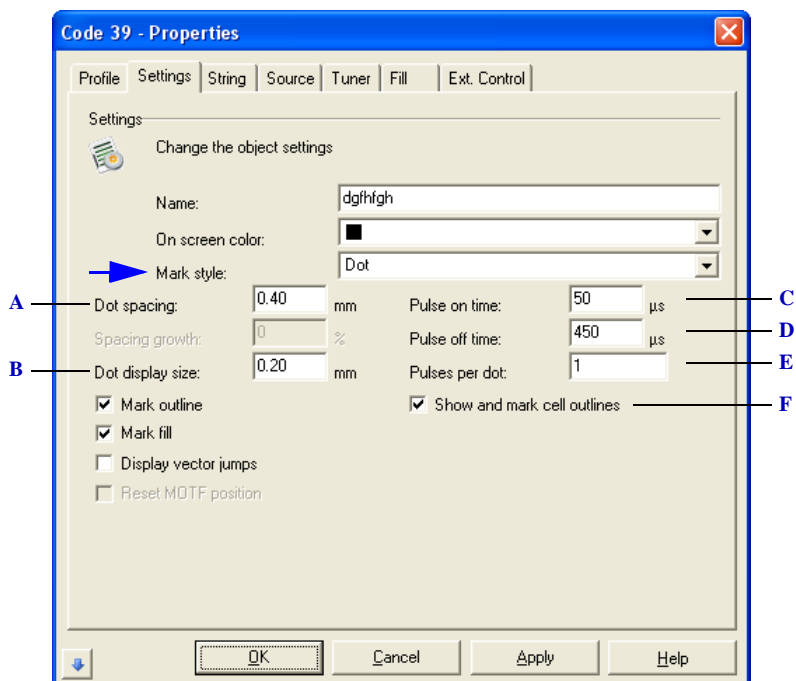 Code 39 - Properties
Profile Settings String Source Tuner Fill Ext. Control
Settings
Change the object settings
Name: dgfhfgh
On screen color:
Mark style: Dot
A Dot spacing: 0.40 mm Pulse on time: 50 µs C
Spacing growth: 0 % Pulse off time: 450 µs D
B Dot display size: 0.20 mm Pulses per dot: 1 E
Mark outline Show and mark cell outlines F
Mark fill
Display vector jumps
Reset MOTF position
OK Cancel Apply Help